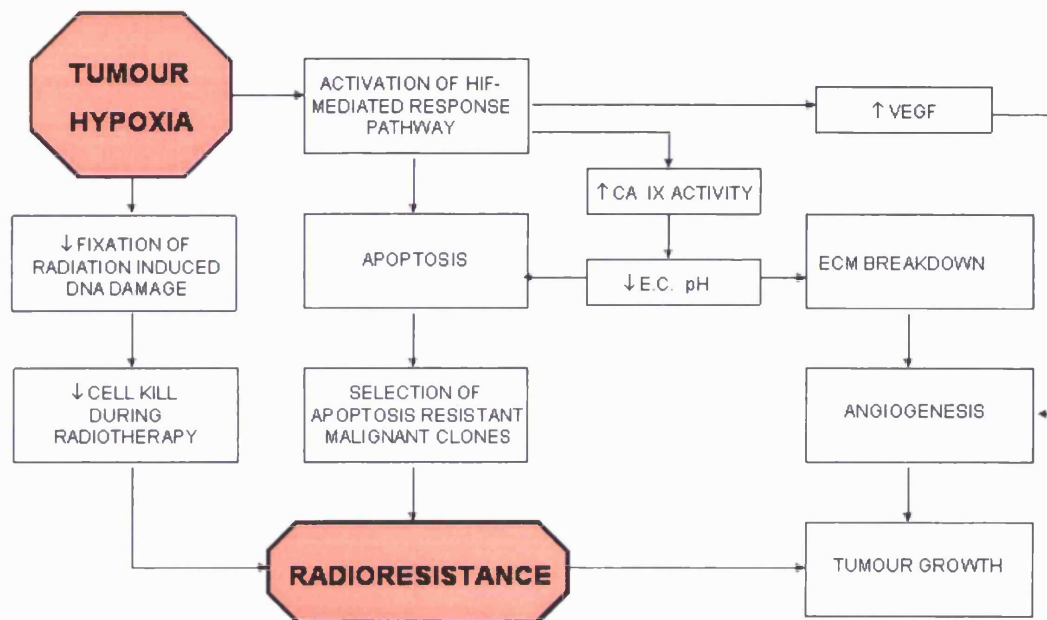 TUMOUR
HYPOXIA
ACTIVATION OF HIF-
MEDIATED RESPONSE
PATHWAY
↑ VEGF
↑ CA IX ACTIVITY
↓ FIXATION OF
RADIATION INDUCED
DNA DAMAGE
APOPTOSIS
↓ E.C. pH
ECM BREAKDOWN
↓ CELL KILL
DURING
RADIOTHERAPY
SELECTION OF
APOPTOSIS RESISTANT
MALIGNANT CLONES
ANGIOGENESIS
RADIORESISTANCE
TUMOUR GROWTH